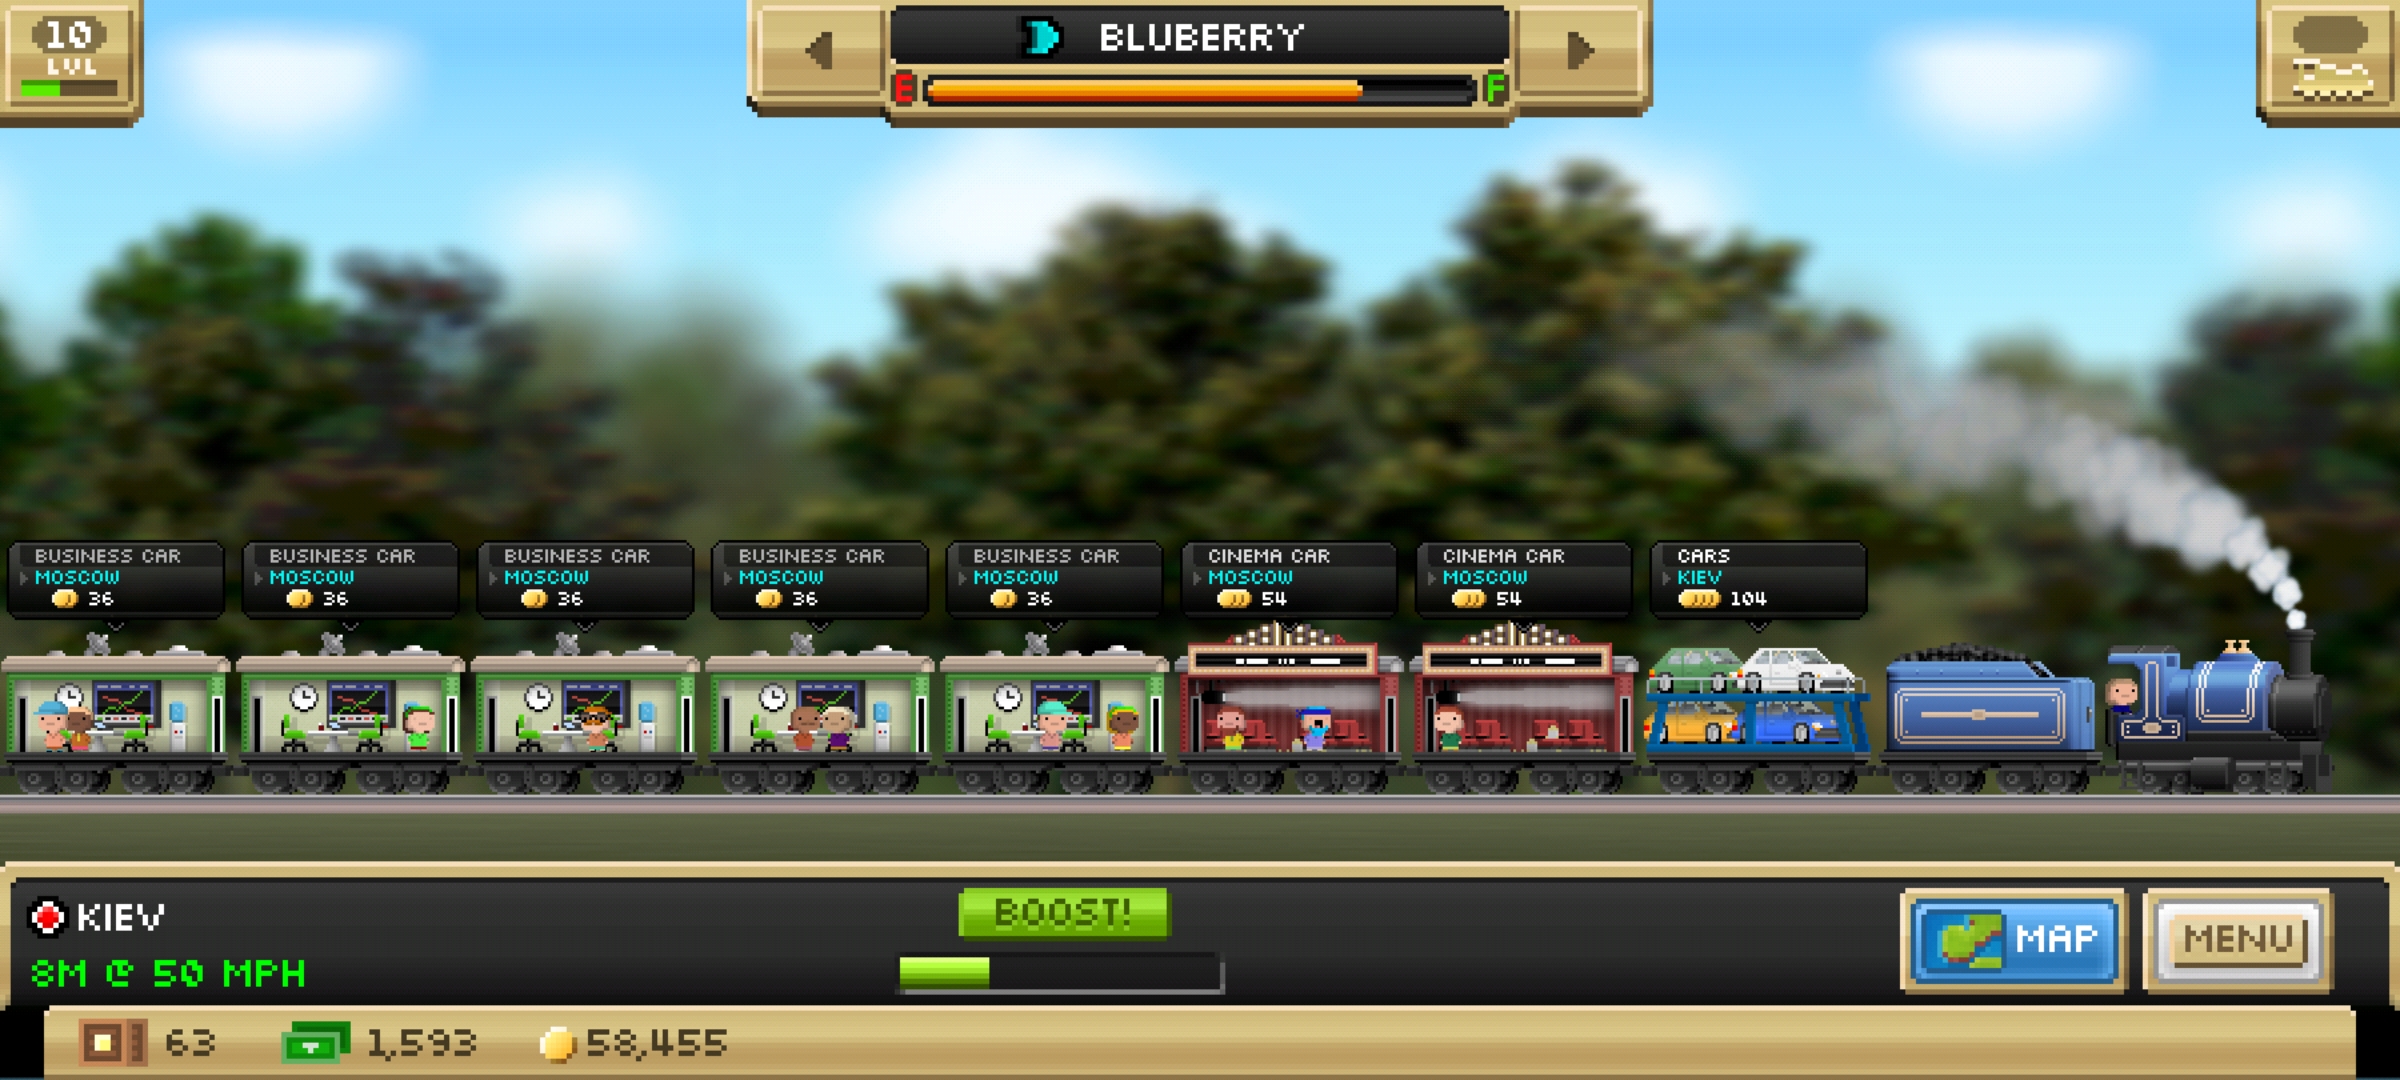 10
LVL
BLUBERRY
E
F
BUSINESS CAR
MOSCOW
36
BUSINESS CAR
MOSCOW
36
BUSINESS CAR
MOSCOW
36
BUSINESS CAR
MOSCOW
36
BUSINESS CAR
MOSCOW
36
CINEMA CAR
MOSCOW
54
CINEMA CAR
MOSCOW
54
CARS
KIEV
104
KIEV
8M @ 50 MPH
BOOST!
MAP
MENU
63
1,593
58,455